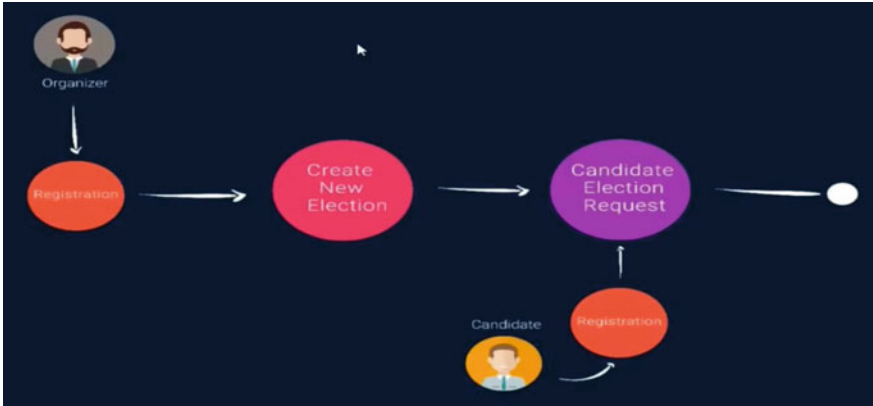 Organizer
Registration
Create
New
Election
Candidate
Election
Request
Candidate
Registration